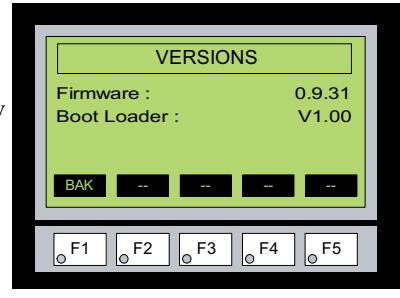 VERSIONS
Firmware : 0.9.31
Boot Loader : V1.00
BAK -- -- -- --
F1 F2 F3 F4 F5